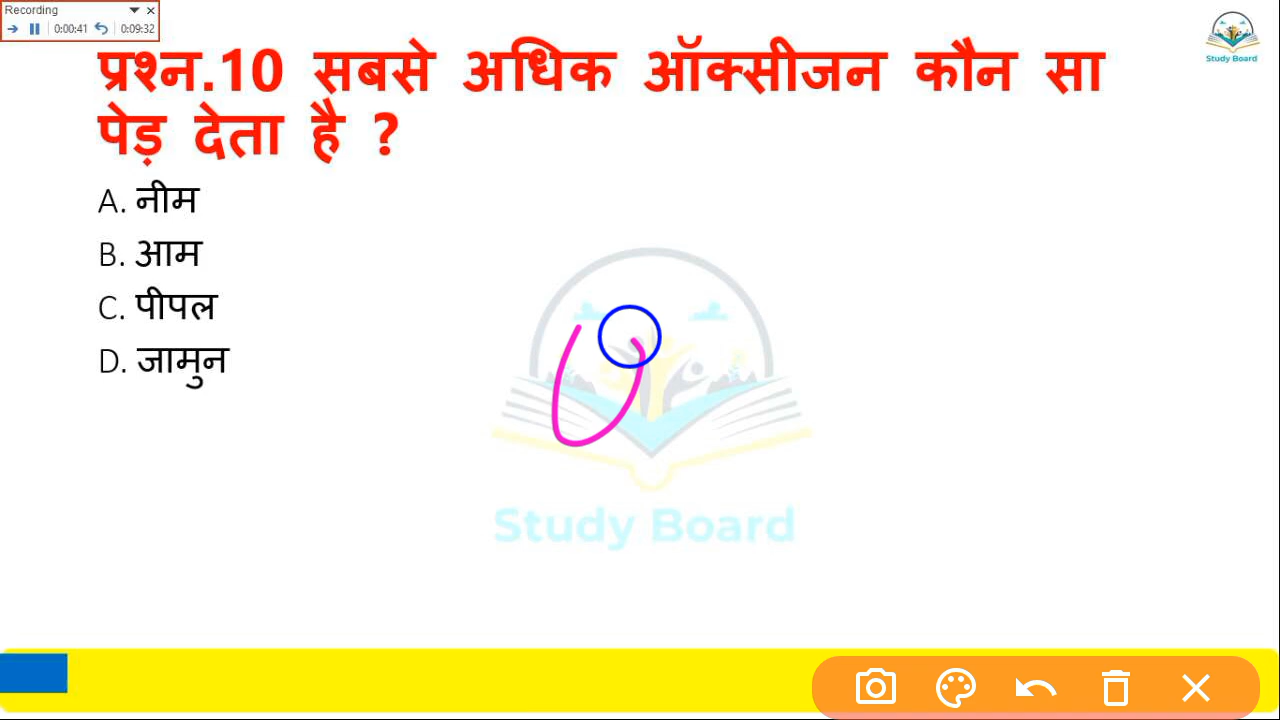 Recording
0:00:41 0:09:32
Study Board
प्रश्न.10 सबसे अधिक ऑक्सीजन कौन सा
पेड़ देता है ?
A. नीम
B. आम
C. पीपल
D. जामुन
Study Board